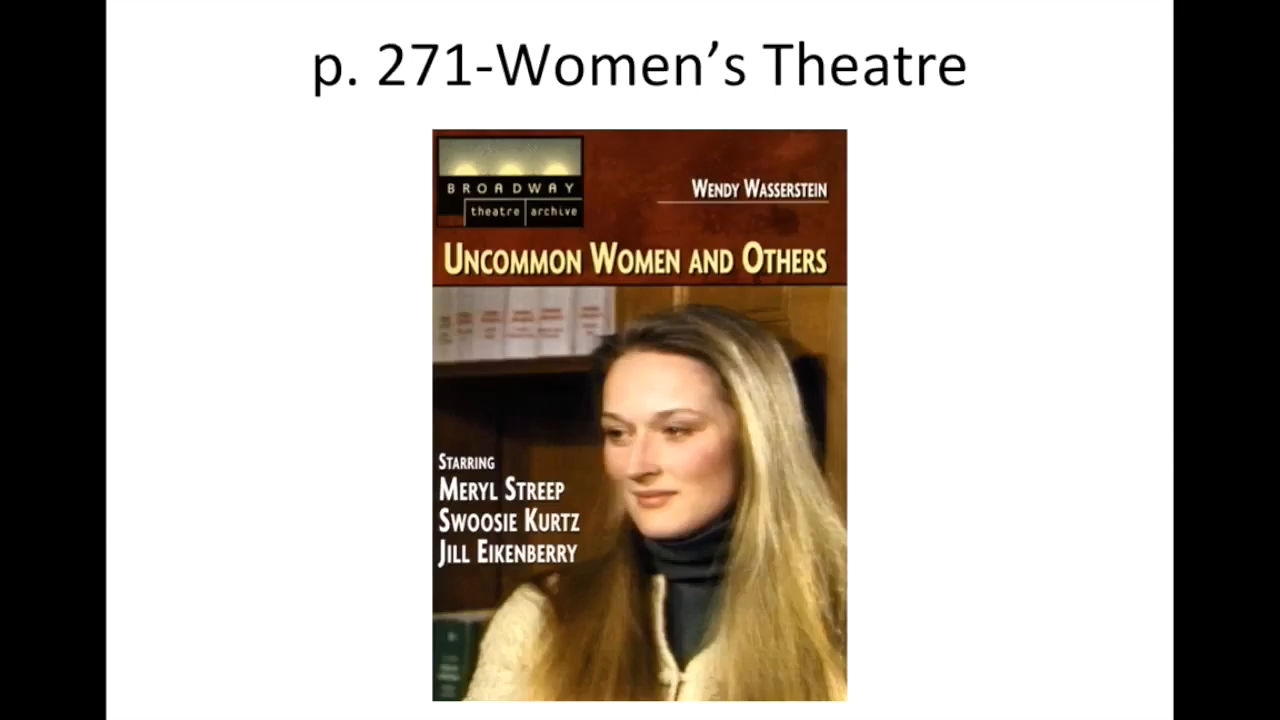 p. 271-Women's Theatre
BROADWAY
theatre archive
WENDY WASSERSTEIN
UNCOMMON WOMEN AND OTHERS
STARRING
MERYL STREEP
SWOOSIE KURTZ
JILL EIKENBERRY